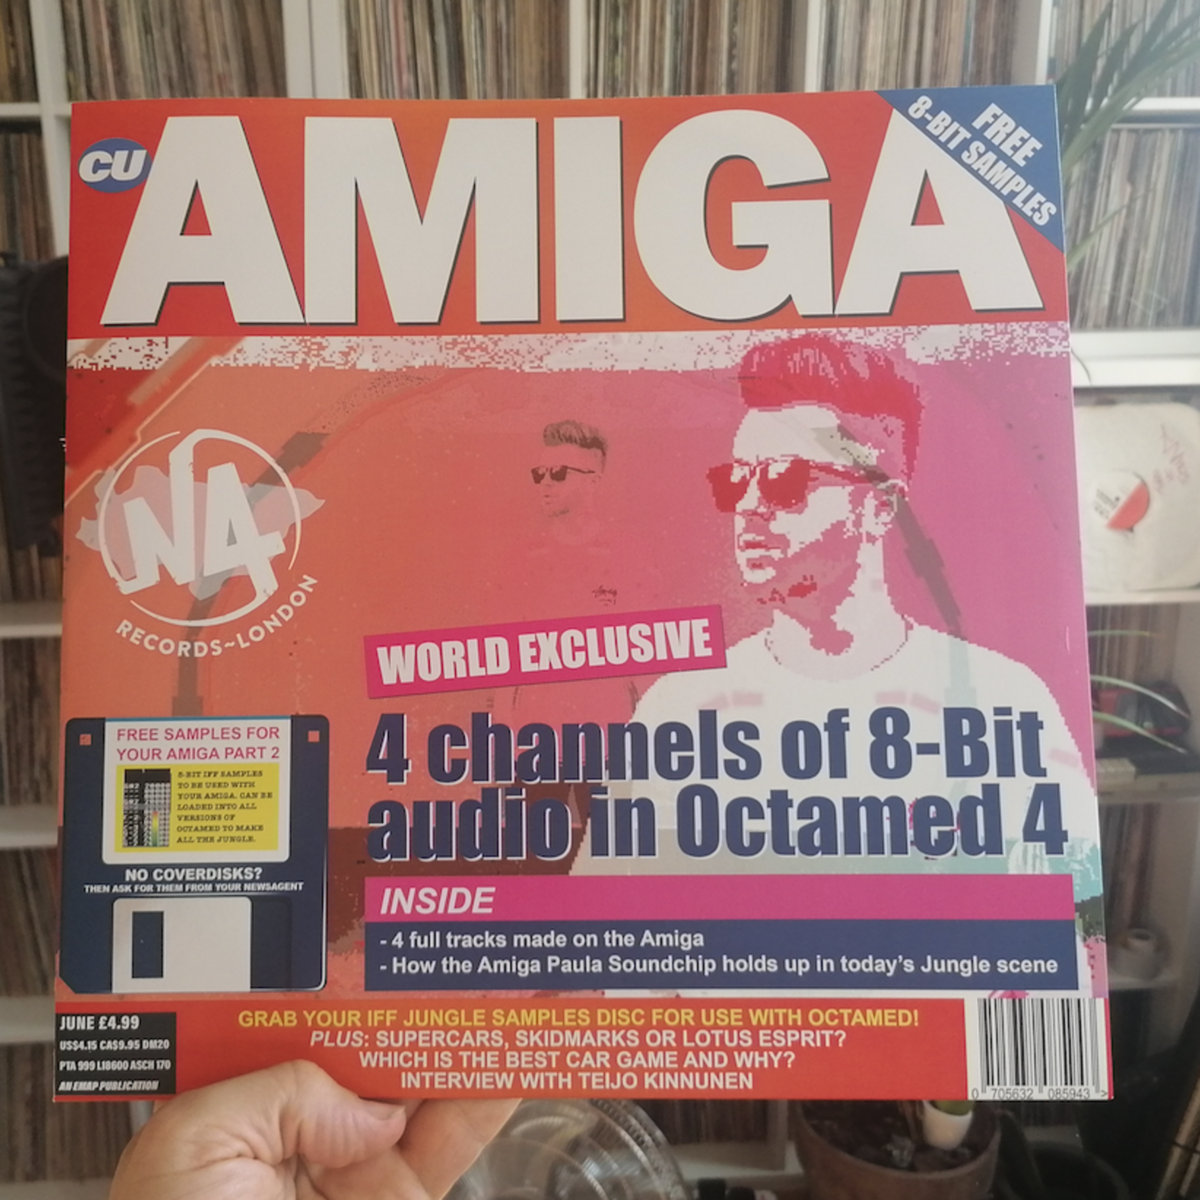 CU
AMIGA
FREE
8-BIT SAMPLES
N4
RECORDS~LONDON
WORLD EXCLUSIVE
4 channels of 8-Bit
audio in Octamed 4
FREE SAMPLES FOR
YOUR AMIGA PART 2
8-BIT IFF SAMPLES
TO BE USED WITH
YOUR AMIGA. CAN BE
LOADED INTO ALL
VERSIONS OF
OCTAMED TO MAKE
ALL THE JUNGLE.
NO COVERDISKS?
THEN ASK FOR THEM FROM YOUR NEWSAGENT
INSIDE
- 4 full tracks made on the Amiga
- How the Amiga Paula Soundchip holds up in today's Jungle scene
JUNE £4.99
US$4.15 CA$9.95 DM20
PTA 999 LI8600 ASCH 170
AN EMAP PUBLICATION
GRAB YOUR IFF JUNGLE SAMPLES DISC FOR USE WITH OCTAMED!
PLUS: SUPERCARS, SKIDMARKS OR LOTUS ESPRIT?
WHICH IS THE BEST CAR GAME AND WHY?
INTERVIEW WITH TEIJO KINNUNEN
0 705632 085943 >